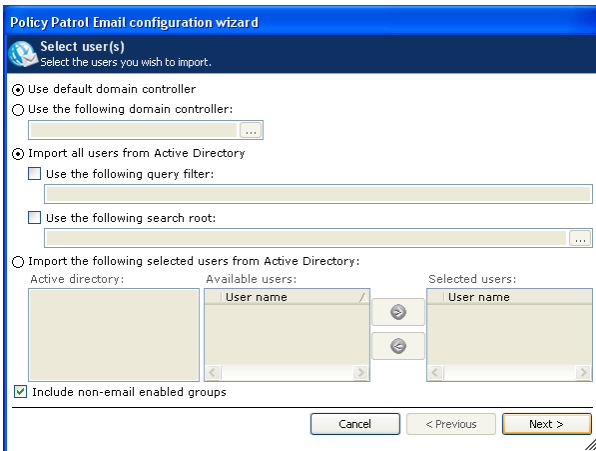 Policy Patrol Email configuration wizard
Select user(s)
Select the users you wish to import.
Use default domain controller
Use the following domain controller:
...
Import all users from Active Directory
Use the following query filter:
Use the following search root:
...
Import the following selected users from Active Directory:
Active directory: Available users: Selected users:
User name User name
Include non-email enabled groups
Cancel < Previous Next >